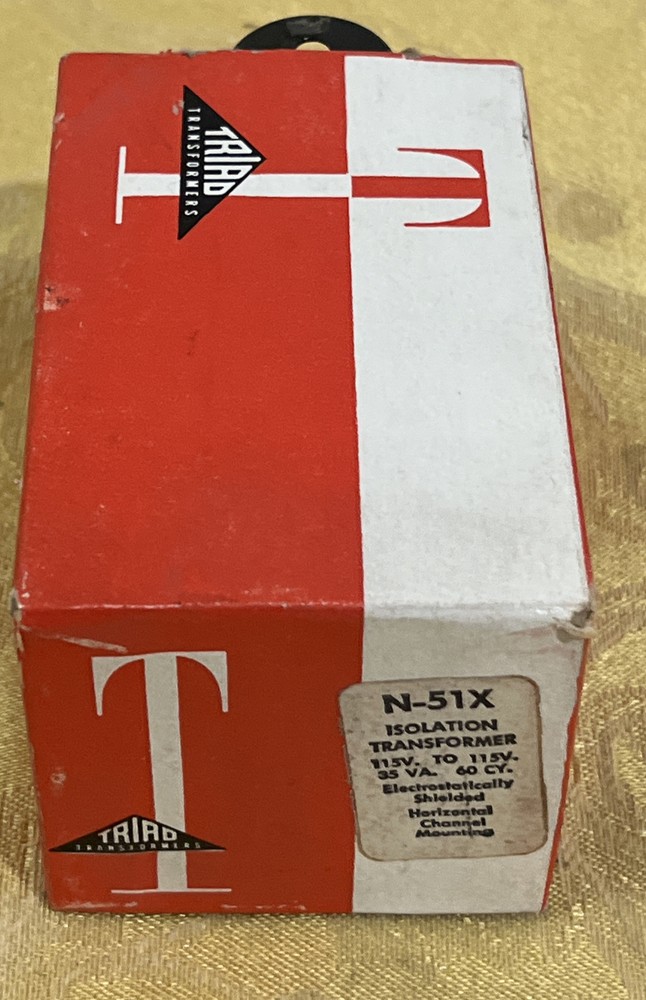 TRIAD
TRANSFORMERS
T
T
TRIAD
TRANSFORMERS
N-51X
ISOLATION
TRANSFORMER
115V. TO 115V.
35 VA. 60 CY.
Electrostatically
Shielded
Horizontal
Channel
Mounting